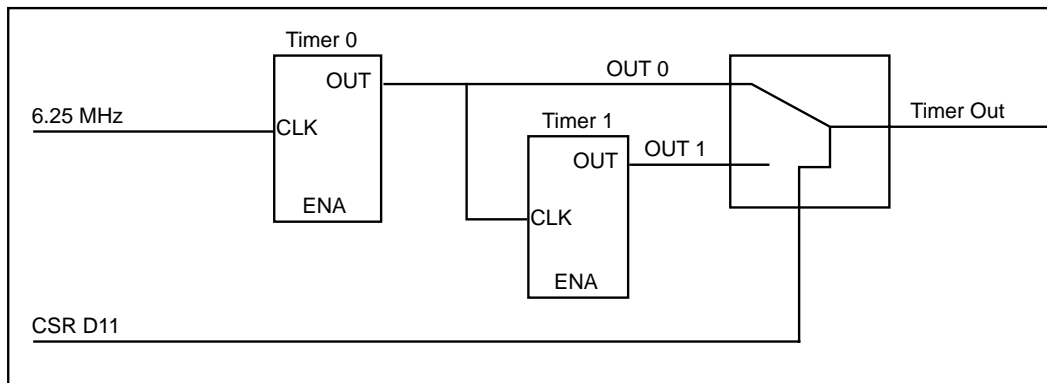 Timer 0
OUT
OUT 0
6.25 MHz
CLK
Timer Out
Timer 1
OUT
OUT 1
ENA
CLK
ENA
CSR D11